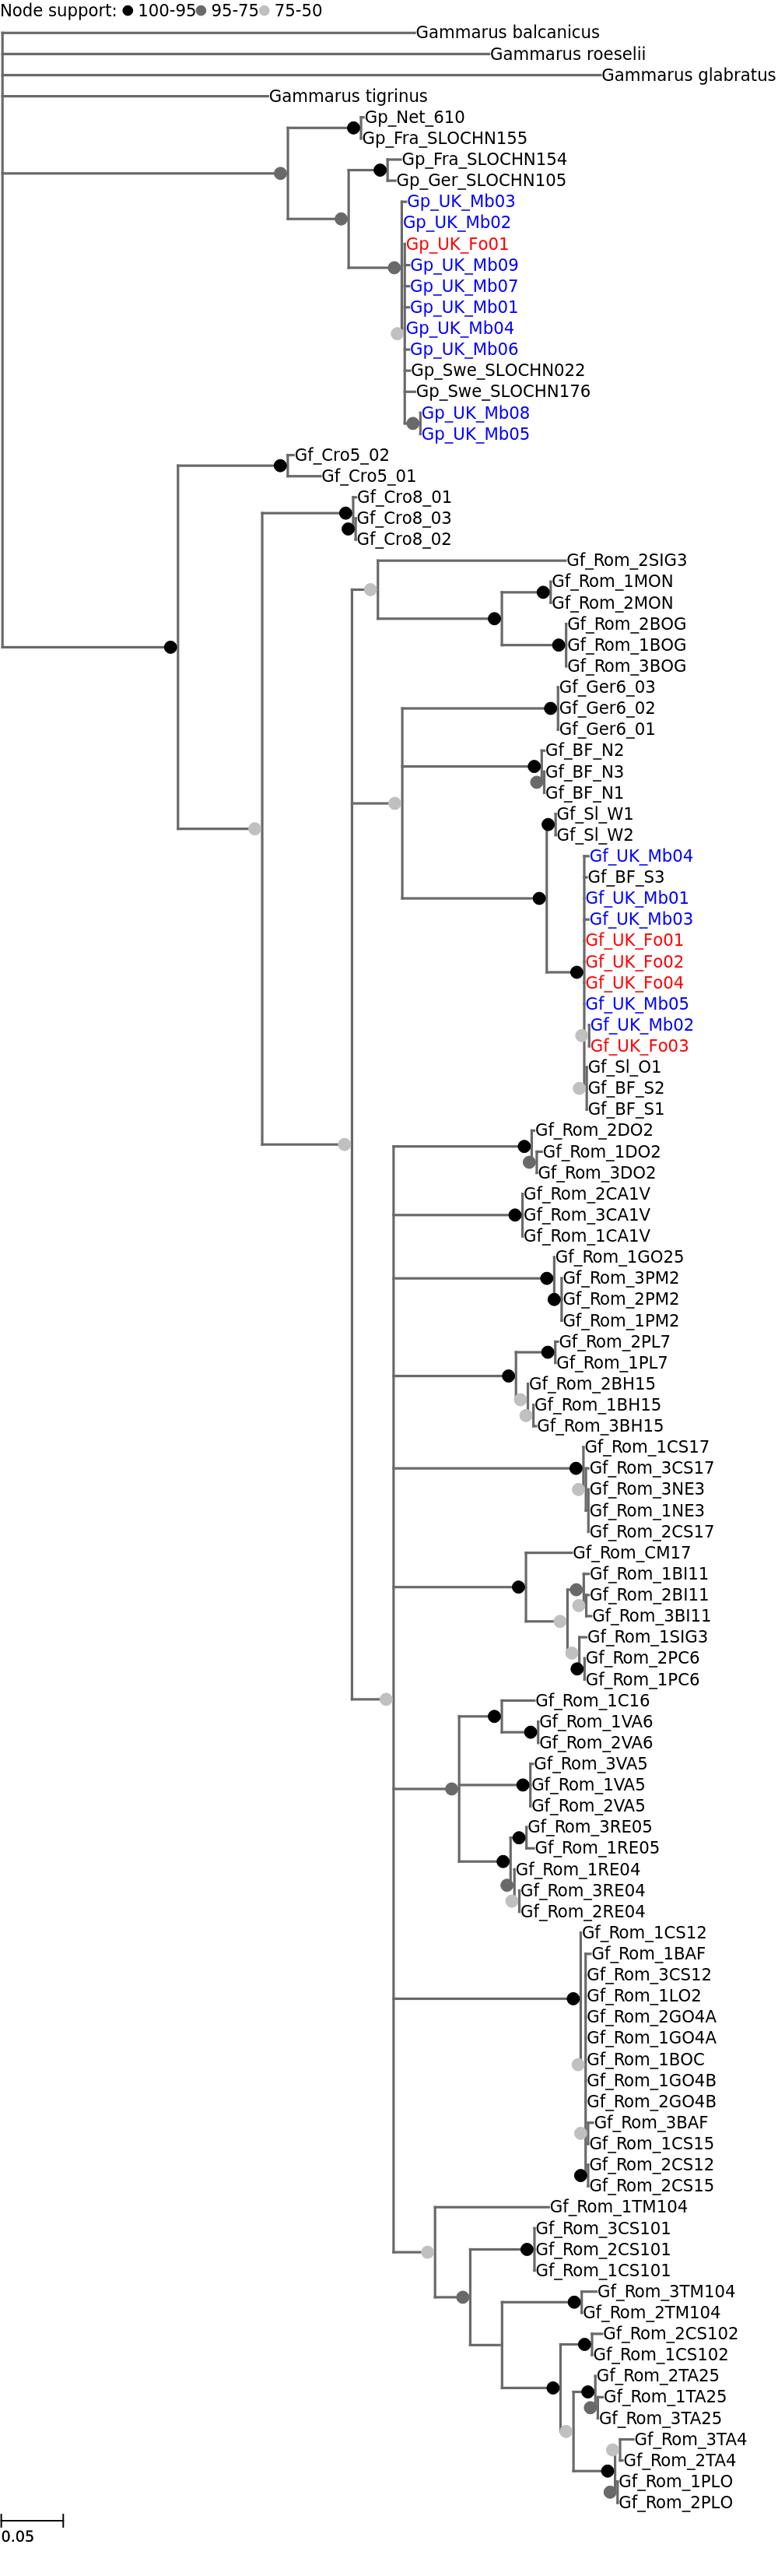 Node support: 100-95 95-75 75-50
Gammarus balcanicus
Gammarus roeselii
Gammarus glabratus
Gammarus tigrinus
Gp_Net_610
Gp_Fra_SLOCHN155
Gp_Fra_SLOCHN154
Gp_Ger_SLOCHN105
Gp_UK_Mb03
Gp_UK_Mb02
Gp_UK_Fo01
Gp_UK_Mb09
Gp_UK_Mb07
Gp_UK_Mb01
Gp_UK_Mb04
Gp_UK_Mb06
Gp_Swe_SLOCHN022
Gp_Swe_SLOCHN176
Gp_UK_Mb08
Gp_UK_Mb05
Gf_Cro5_02
Gf_Cro5_01
Gf_Cro8_01
Gf_Cro8_03
Gf_Cro8_02
Gf_Rom_2SIG3
Gf_Rom_1MON
Gf_Rom_2MON
Gf_Rom_2BOG
Gf_Rom_1BOG
Gf_Rom_3BOG
Gf_Ger6_03
Gf_Ger6_02
Gf_Ger6_01
Gf_BF_N2
Gf_BF_N3
Gf_BF_N1
Gf_Sl_W1
Gf_Sl_W2
Gf_UK_Mb04
Gf_BF_S3
Gf_UK_Mb01
Gf_UK_Mb03
Gf_UK_Fo01
Gf_UK_Fo02
Gf_UK_Fo04
Gf_UK_Mb05
Gf_UK_Mb02
Gf_UK_Fo03
Gf_Sl_O1
Gf_BF_S2
Gf_BF_S1
Gf_Rom_2DO2
Gf_Rom_1DO2
Gf_Rom_3DO2
Gf_Rom_2CA1V
Gf_Rom_3CA1V
Gf_Rom_1CA1V
Gf_Rom_1GO25
Gf_Rom_3PM2
Gf_Rom_2PM2
Gf_Rom_1PM2
Gf_Rom_2PL7
Gf_Rom_1PL7
Gf_Rom_2BH15
Gf_Rom_1BH15
Gf_Rom_3BH15
Gf_Rom_1CS17
Gf_Rom_3CS17
Gf_Rom_3NE3
Gf_Rom_1NE3
Gf_Rom_2CS17
Gf_Rom_CM17
Gf_Rom_1BI11
Gf_Rom_2BI11
Gf_Rom_3BI11
Gf_Rom_1SIG3
Gf_Rom_2PC6
Gf_Rom_1PC6
Gf_Rom_1C16
Gf_Rom_1VA6
Gf_Rom_2VA6
Gf_Rom_3VA5
Gf_Rom_1VA5
Gf_Rom_2VA5
Gf_Rom_3RE05
Gf_Rom_1RE05
Gf_Rom_1RE04
Gf_Rom_3RE04
Gf_Rom_2RE04
Gf_Rom_1CS12
Gf_Rom_1BAF
Gf_Rom_3CS12
Gf_Rom_1LO2
Gf_Rom_2GO4A
Gf_Rom_1GO4A
Gf_Rom_1BOC
Gf_Rom_1GO4B
Gf_Rom_2GO4B
Gf_Rom_3BAF
Gf_Rom_1CS15
Gf_Rom_2CS12
Gf_Rom_2CS15
Gf_Rom_1TM104
Gf_Rom_3CS101
Gf_Rom_2CS101
Gf_Rom_1CS101
Gf_Rom_3TM104
Gf_Rom_2TM104
Gf_Rom_2CS102
Gf_Rom_1CS102
Gf_Rom_2TA25
Gf_Rom_1TA25
Gf_Rom_3TA25
Gf_Rom_3TA4
Gf_Rom_2TA4
Gf_Rom_1PLO
Gf_Rom_2PLO
0.05